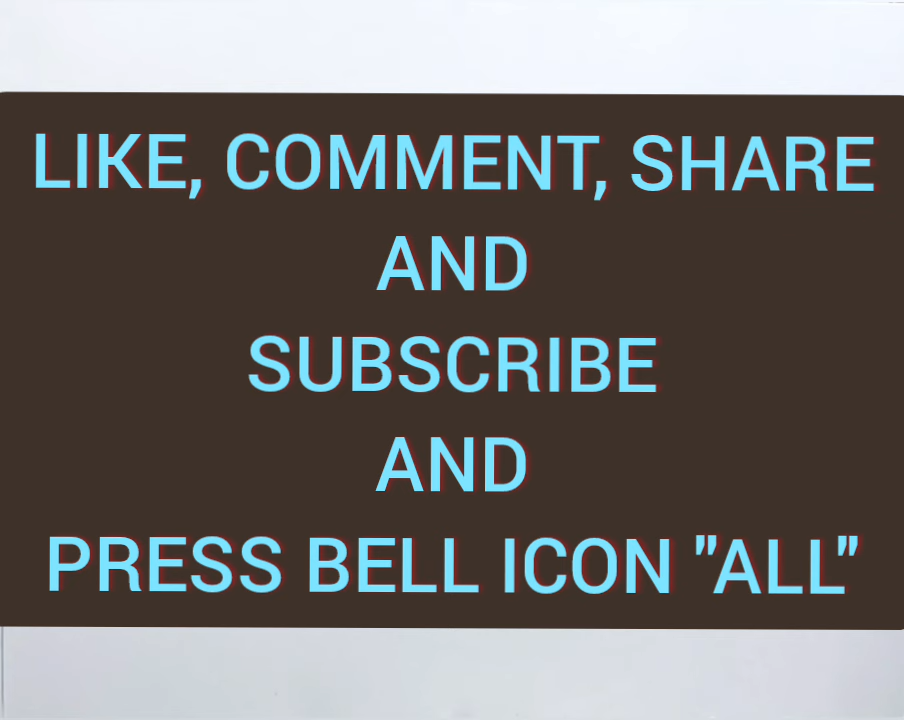 LIKE, COMMENT, SHARE
AND
SUBSCRIBE
AND
PRESS BELL ICON "ALL"